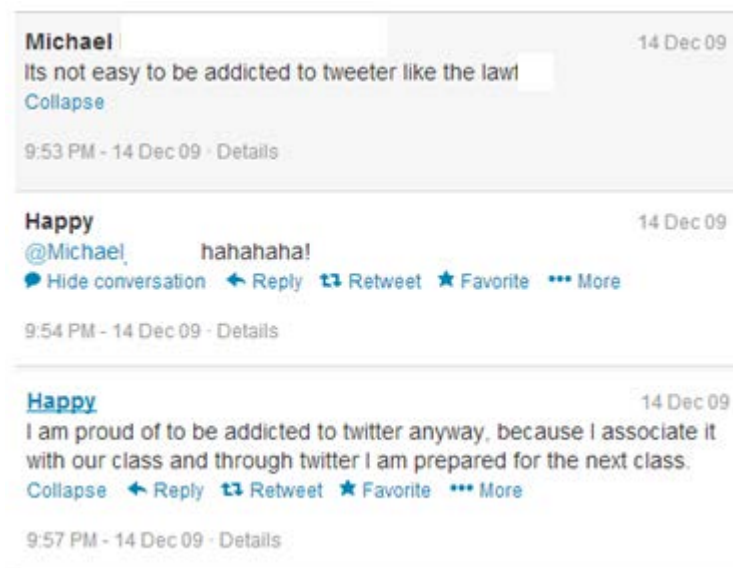 Michael 14 Dec 09
Its not easy to be addicted to tweeter like the
Collapse
9:53 PM - 14 Dec 09 · Details
Happy 14 Dec 09
@Michael hahahaha!
Hide conversation Reply Retweet Favorite ••• More
9:54 PM - 14 Dec 09 · Details
Happy 14 Dec 09
I am proud of to be addicted to twitter anyway, because I associate it
with our class and through twitter I am prepared for the next class.
Collapse Reply Retweet Favorite ••• More
9:57 PM - 14 Dec 09 · Details